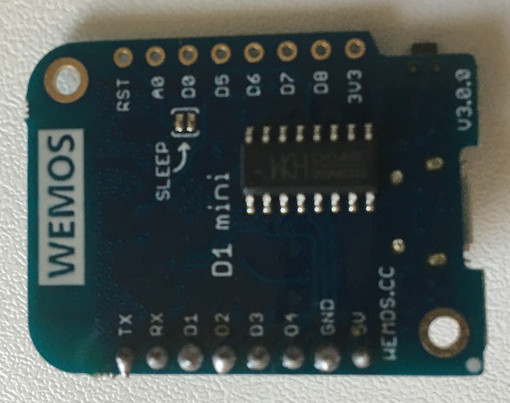 RST A0 D0 D5 D6 D7 D8 3V3
V3.0.0
WEMOS
SLEEP
D1 mini
WEMOS.CC
TX RX D1 D2 D3 D4 GND 5V